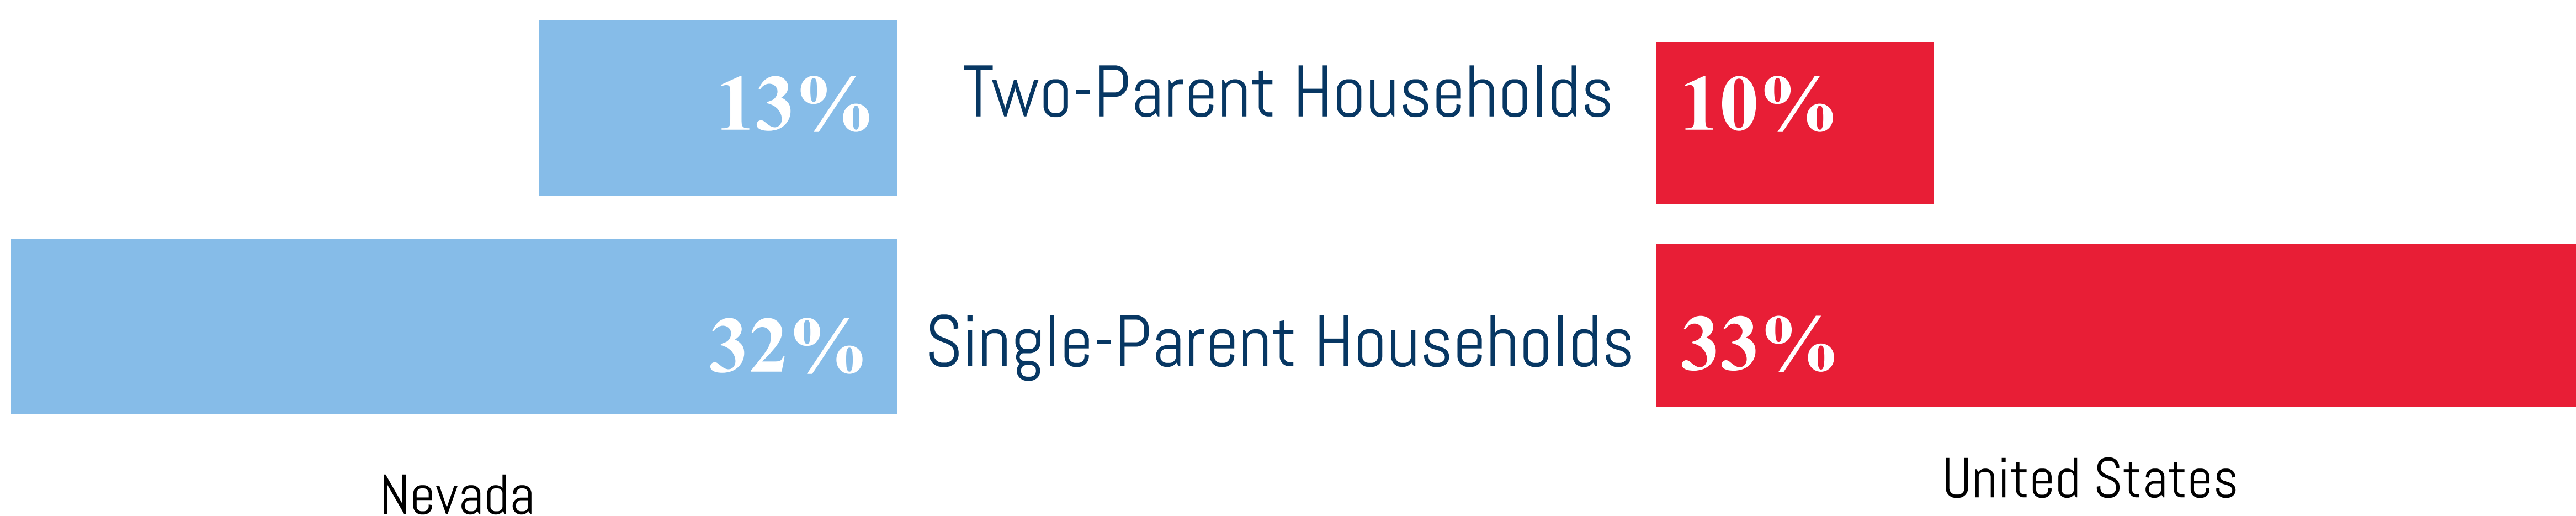 13%
Two-Parent Households
10%
32%
Single-Parent Households
33%
Nevada
United States